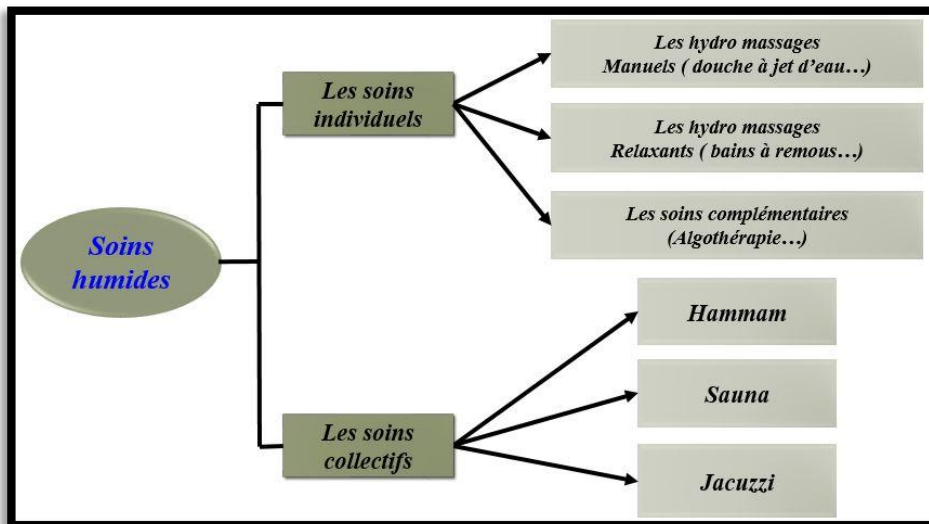 Soins
humides
Les soins
individuels
Les hydro massages
Manuels ( douche à jet d’eau…)
Les hydro massages
Relaxants ( bains à remous…)
Les soins complémentaires
(Algothérapie…)
Les soins
collectifs
Hammam
Sauna
Jacuzzi